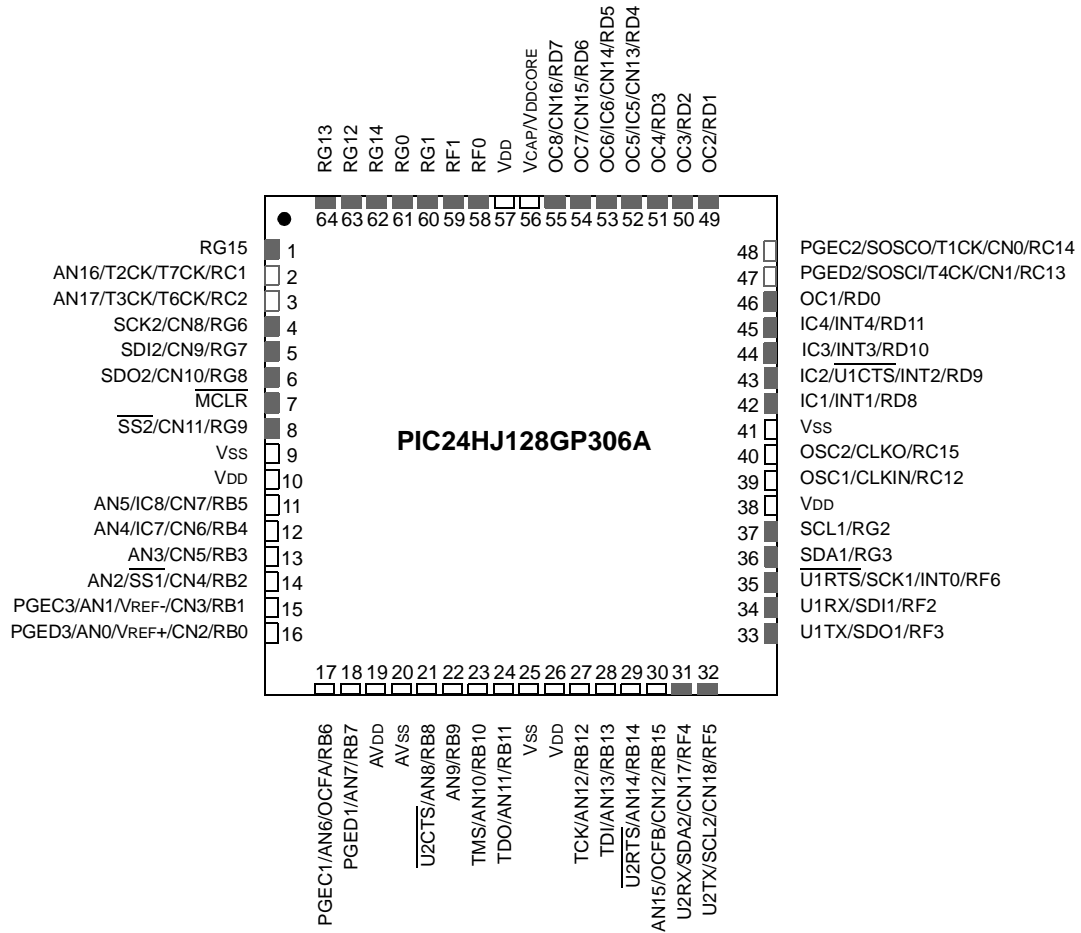 RG13
RG12
RG14
RG0
RG1
RF1
RF0
VDD
VCAP/VDDCORE
OC8/CN16/RD7
OC7/CN15/RD6
OC6/IC6/CN14/RD5
OC5/IC5/CN13/RD4
OC4/RD3
OC3/RD2
OC2/RD1
64 63 62 61 60 59 58 57 56 55 54 53 52 51 50 49
RG15 1
AN16/T2CK/T7CK/RC1 2
AN17/T3CK/T6CK/RC2 3
SCK2/CN8/RG6 4
SDI2/CN9/RG7 5
SDO2/CN10/RG8 6
MCLR 7
SS2/CN11/RG9 8
VSS 9
VDD 10
AN5/IC8/CN7/RB5 11
AN4/IC7/CN6/RB4 12
AN3/CN5/RB3 13
AN2/SS1/CN4/RB2 14
PGEC3/AN1/VREF-/CN3/RB1 15
PGED3/AN0/VREF+/CN2/RB0 16
PIC24HJ128GP306A
48 PGEC2/SOSCO/T1CK/CN0/RC14
47 PGED2/SOSCI/T4CK/CN1/RC13
46 OC1/RD0
45 IC4/INT4/RD11
44 IC3/INT3/RD10
43 IC2/U1CTS/INT2/RD9
42 IC1/INT1/RD8
41 VSS
40 OSC2/CLKO/RC15
39 OSC1/CLKIN/RC12
38 VDD
37 SCL1/RG2
36 SDA1/RG3
35 U1RTS/SCK1/INT0/RF6
34 U1RX/SDI1/RF2
33 U1TX/SDO1/RF3
17 18 19 20 21 22 23 24 25 26 27 28 29 30 31 32
PGEC1/AN6/OCFA/RB6
PGED1/AN7/RB7
AVDD
AVSS
U2CTS/AN8/RB8
AN9/RB9
TMS/AN10/RB10
TDO/AN11/RB11
VSS
VDD
TCK/AN12/RB12
TDI/AN13/RB13
U2RTS/AN14/RB14
AN15/OCFB/CN12/RB15
U2RX/SDA2/CN17/RF4
U2TX/SCL2/CN18/RF5